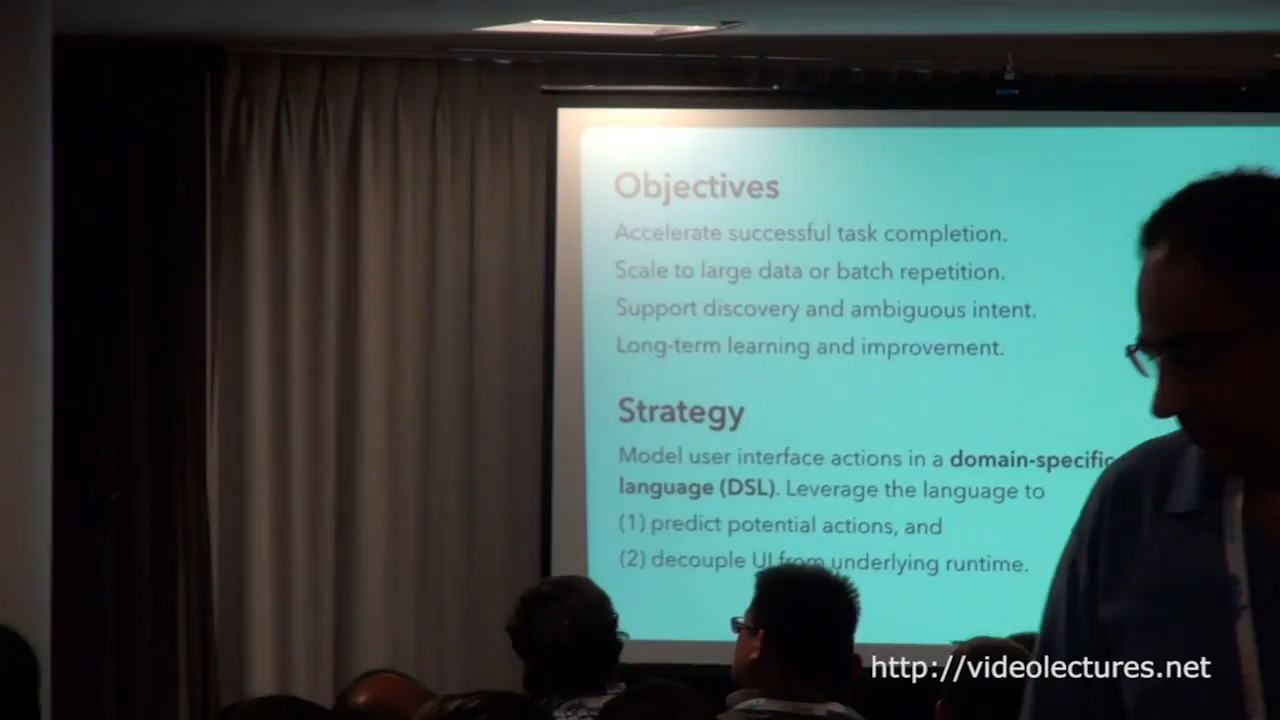 Objectives
Accelerate successful task completion.
Scale to large data or batch repetition.
Support discovery and ambiguous intent.
Long-term learning and improvement.
Strategy
Model user interface actions in a domain-specific
language (DSL). Leverage the language to
(1) predict potential actions, and
(2) decouple UI from underlying runtime.
http://videolectures.net